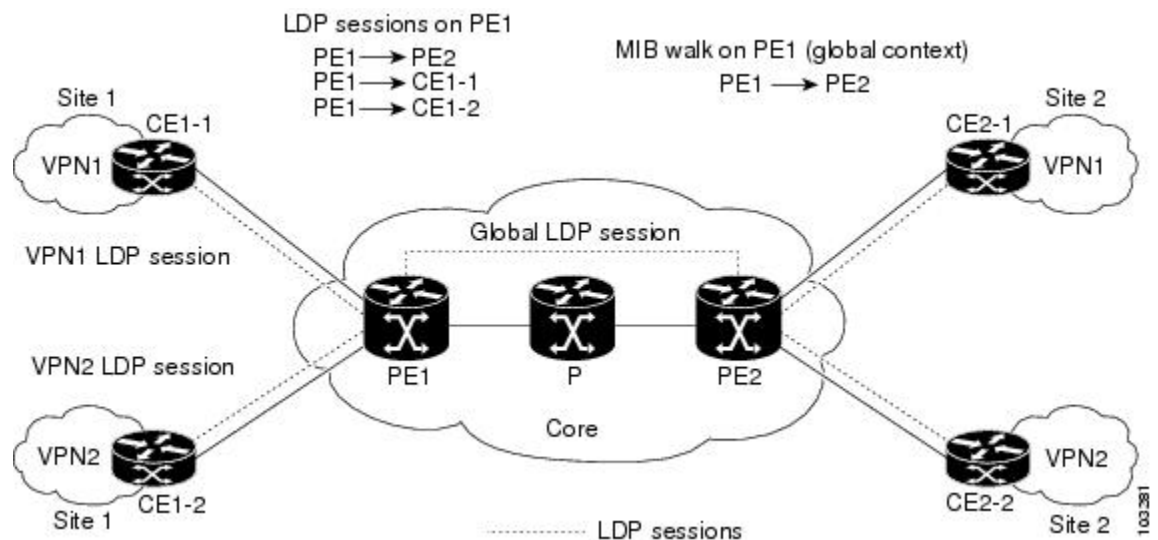 LDP sessions on PE1
PE1 → PE2
PE1 → CE1-1
PE1 → CE1-2
MIB walk on PE1 (global context)
PE1 → PE2
Site 1
CE1-1
VPN1
Site 2
CE2-1
VPN1
VPN1 LDP session
Global LDP session
VPN2 LDP session
PE1
P
PE2
Core
VPN2
CE1-2
Site 1
VPN2
CE2-2
Site 2
LDP sessions
103281